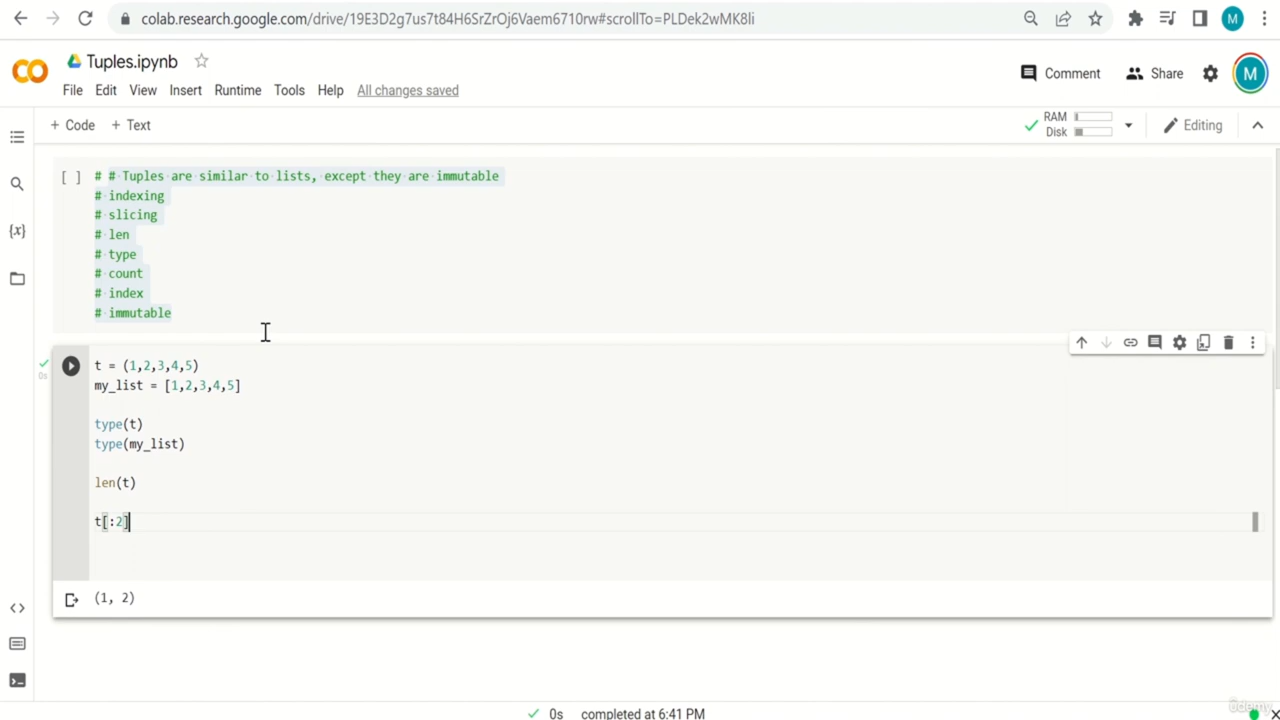 colab.research.google.com/drive/19E3D2g7us7t84H6SrZrOj6Vaem6710rw#scrollTo=PLDek2wMK8li
M
Tuples.ipynb
Comment
Share
M
File Edit View Insert Runtime Tools Help All changes saved
+ Code + Text
RAM
Disk
Editing
[ ] # # Tuples are similar to lists, except they are immutable
# indexing
# slicing
# len
# type
# count
# index
# immutable
{x}
0s
t = (1,2,3,4,5)
my_list = [1,2,3,4,5]
type(t)
type(my_list)
len(t)
t[:2]
(1, 2)
0s completed at 6:41 PM
ûdemy